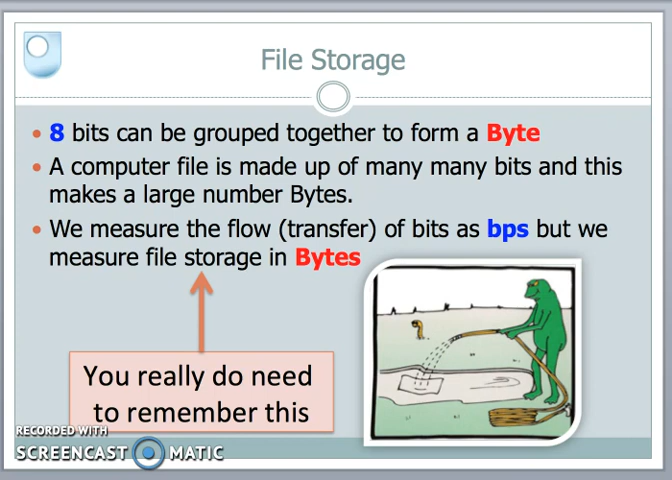 File Storage
8 bits can be grouped together to form a Byte
A computer file is made up of many many bits and this
makes a large number Bytes.
We measure the flow (transfer) of bits as bps but we
measure file storage in Bytes
You really do need
to remember this
RECORDED WITH
SCREENCAST MATIC